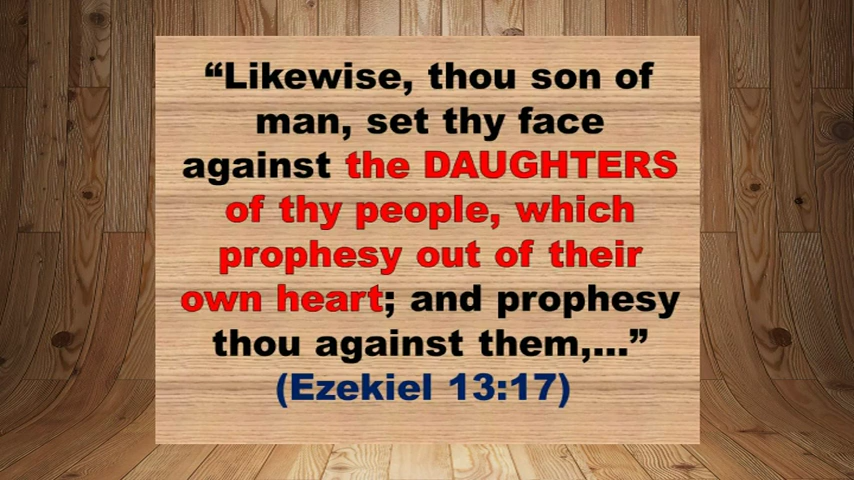 “Likewise, thou son of
man, set thy face
against the DAUGHTERS
of thy people, which
prophesy out of their
own heart; and prophesy
thou against them,...”
(Ezekiel 13:17)